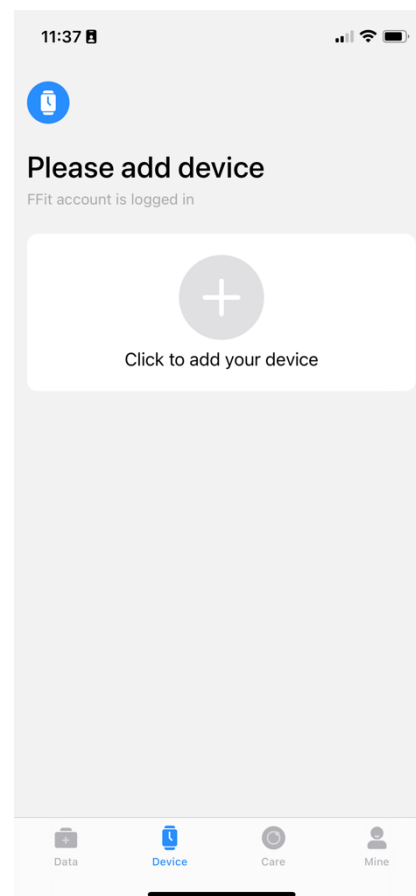 11:37
Please add device
FFit account is logged in
Click to add your device
Data
Device
Care
Mine